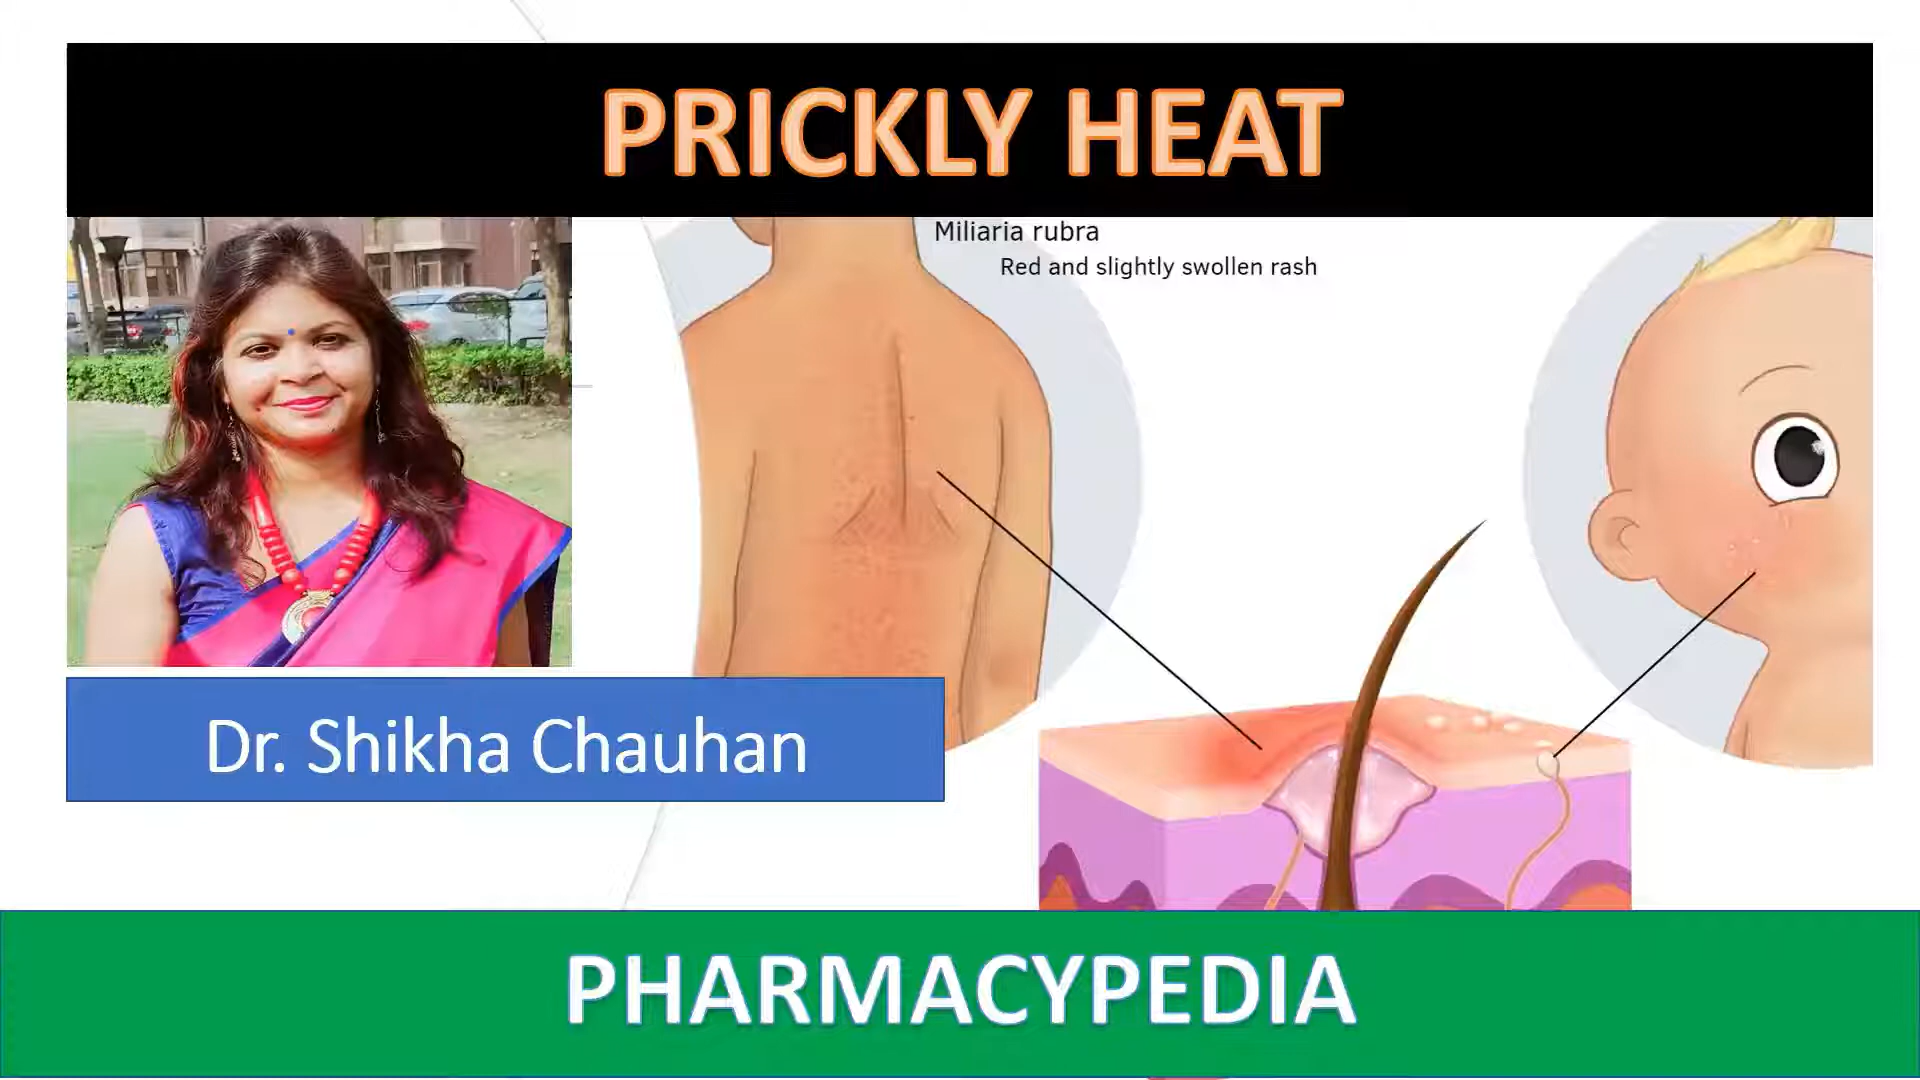 PRICKLY HEAT
Miliaria rubra
Red and slightly swollen rash
Dr. Shikha Chauhan
PHARMACYPEDIA